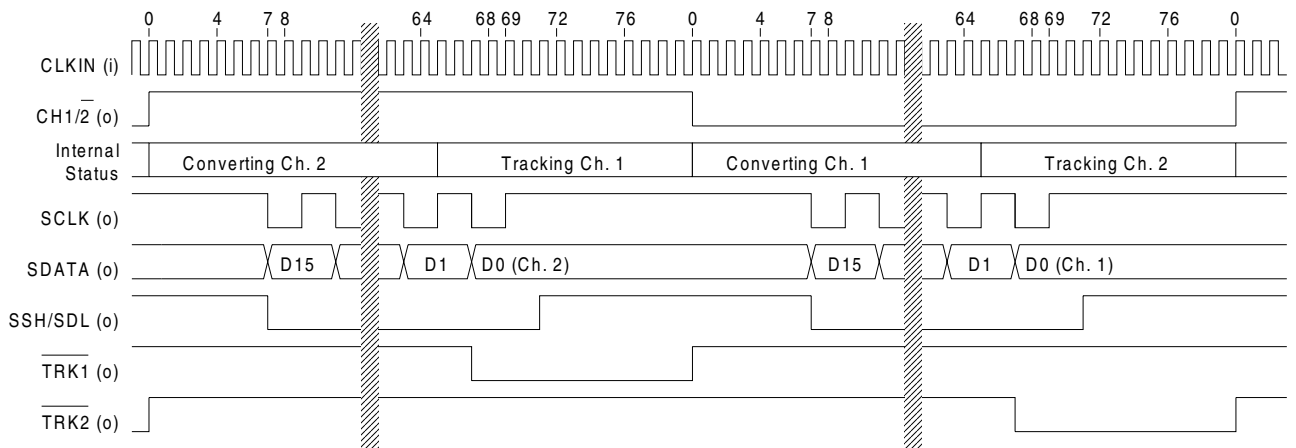 0 4 7 8 64 68 69 72 76 0 4 7 8 64 68 69 72 76 0
CLKIN (i)
CH1/2̅ (o)
Internal Status
Converting Ch. 2 Tracking Ch. 1 Converting Ch. 1 Tracking Ch. 2
SCLK (o)
SDATA (o) D15 D1 D0 (Ch. 2) D15 D1 D0 (Ch. 1)
SSH/SDL (o)
T̅R̅K̅1̅ (o)
T̅R̅K̅2̅ (o)